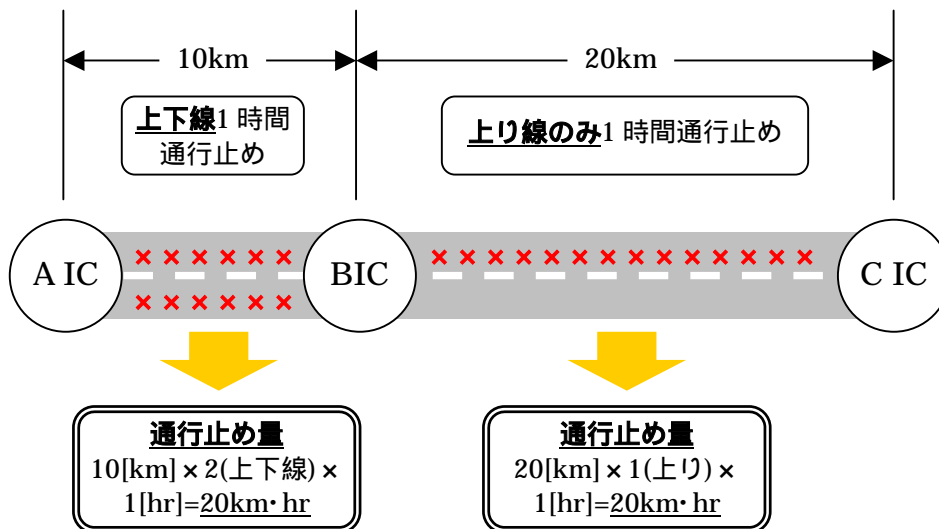 10km
20km
上下線1 時間
通行止め
上り線のみ1 時間通行止め
A IC
BIC
C IC
通行止め量
10[km]×2(上下線)×
1[hr]=20km・hr
通行止め量
20[km]×1(上り)×
1[hr]=20km・hr